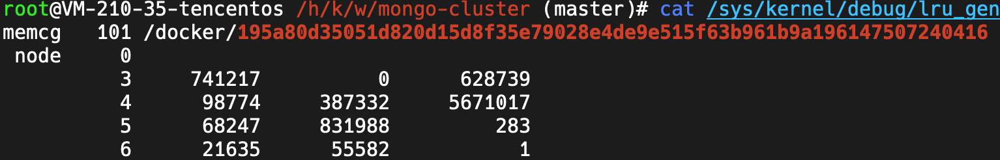 root@VM-210-35-tencentos /h/k/w/mongo-cluster (master)# cat /sys/kernel/debug/lru_gen
memcg   101 /docker/195a80d35051d820d15d8f35e79028e4de9e515f63b961b9a196147507240416
 node     0
          3     741217          0     628739
          4      98774     387332    5671017
          5      68247     831988        283
          6      21635      55582          1